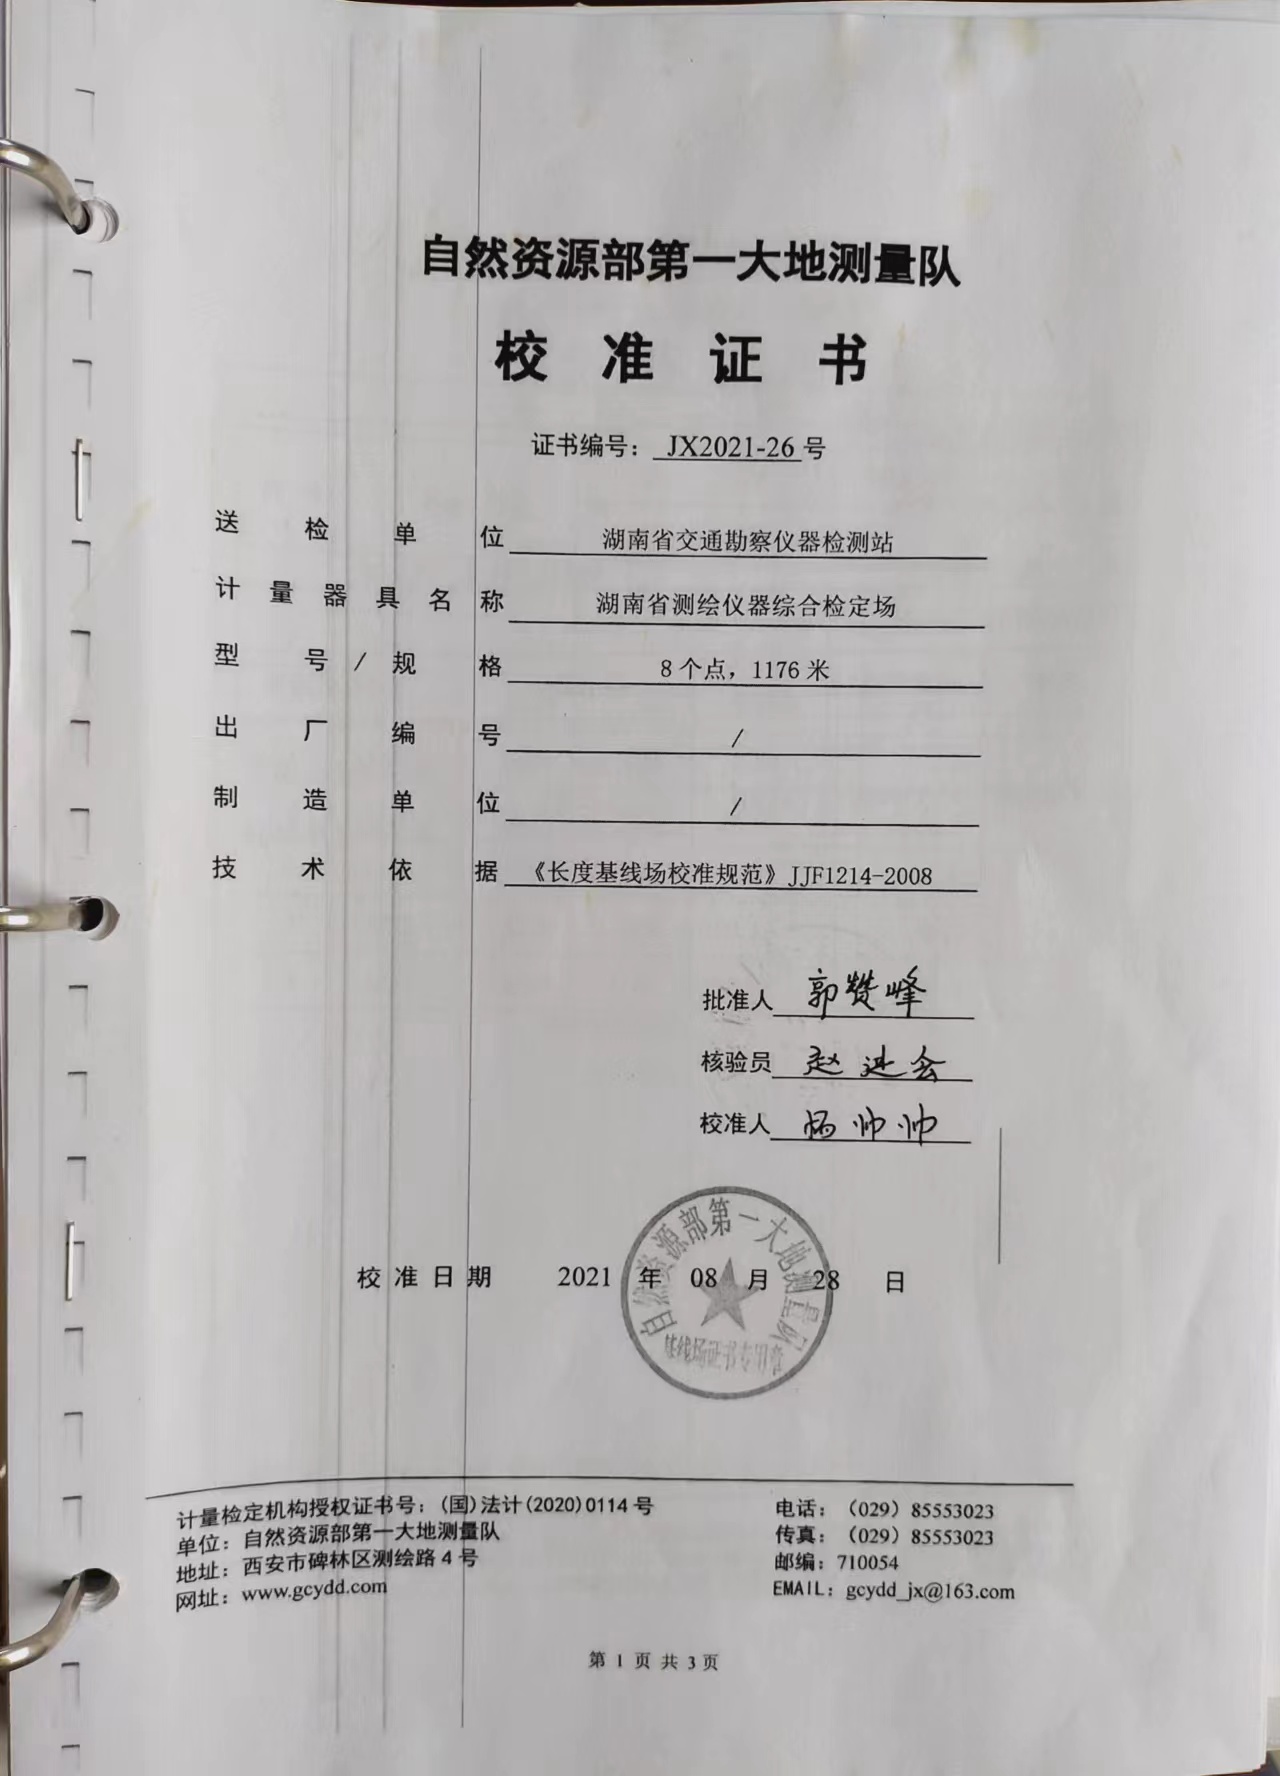 自然资源部第一大地测量队
校准证书
证书编号：JX2021-26号
送检单位 湖南省交通勘察仪器检测站
计量器具名称 湖南省测绘仪器综合检定场
型号/规格 8个点，1176米
出厂编号 /
制造单位 /
技术依据 《长度基线场校准规范》JJF1214-2008
批准人 郭赞峰
核验员 赵 会
校准人 杨帅帅
自然资源部第一大地测量队
校准日期 2021 年 08 月 28 日
基线场证书专用章
计量检定机构授权证书号：(国)法计(2020)0114号
单位：自然资源部第一大地测量队
地址：西安市碑林区测绘路4号
网址：www.gcydd.com
电话：（029）85553023
传真：（029）85553023
邮编：710054
EMAIL：gcydd_jx@163.com
第 1 页 共 3 页